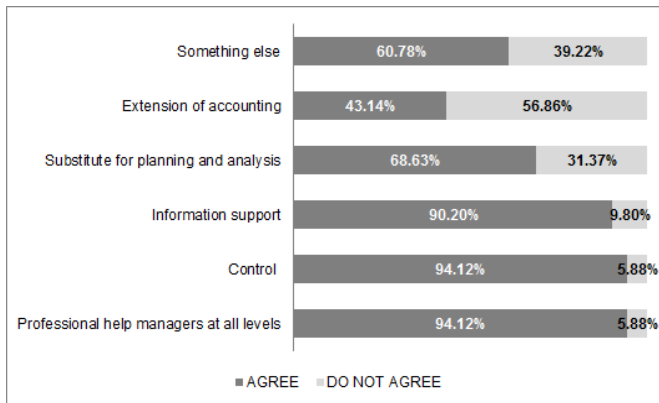 Something else 60.78% 39.22%
Extension of accounting 43.14% 56.86%
Substitute for planning and analysis 68.63% 31.37%
Information support 90.20% 9.80%
Control 94.12% 5.88%
Professional help managers at all levels 94.12% 5.88%
AGREE DO NOT AGREE